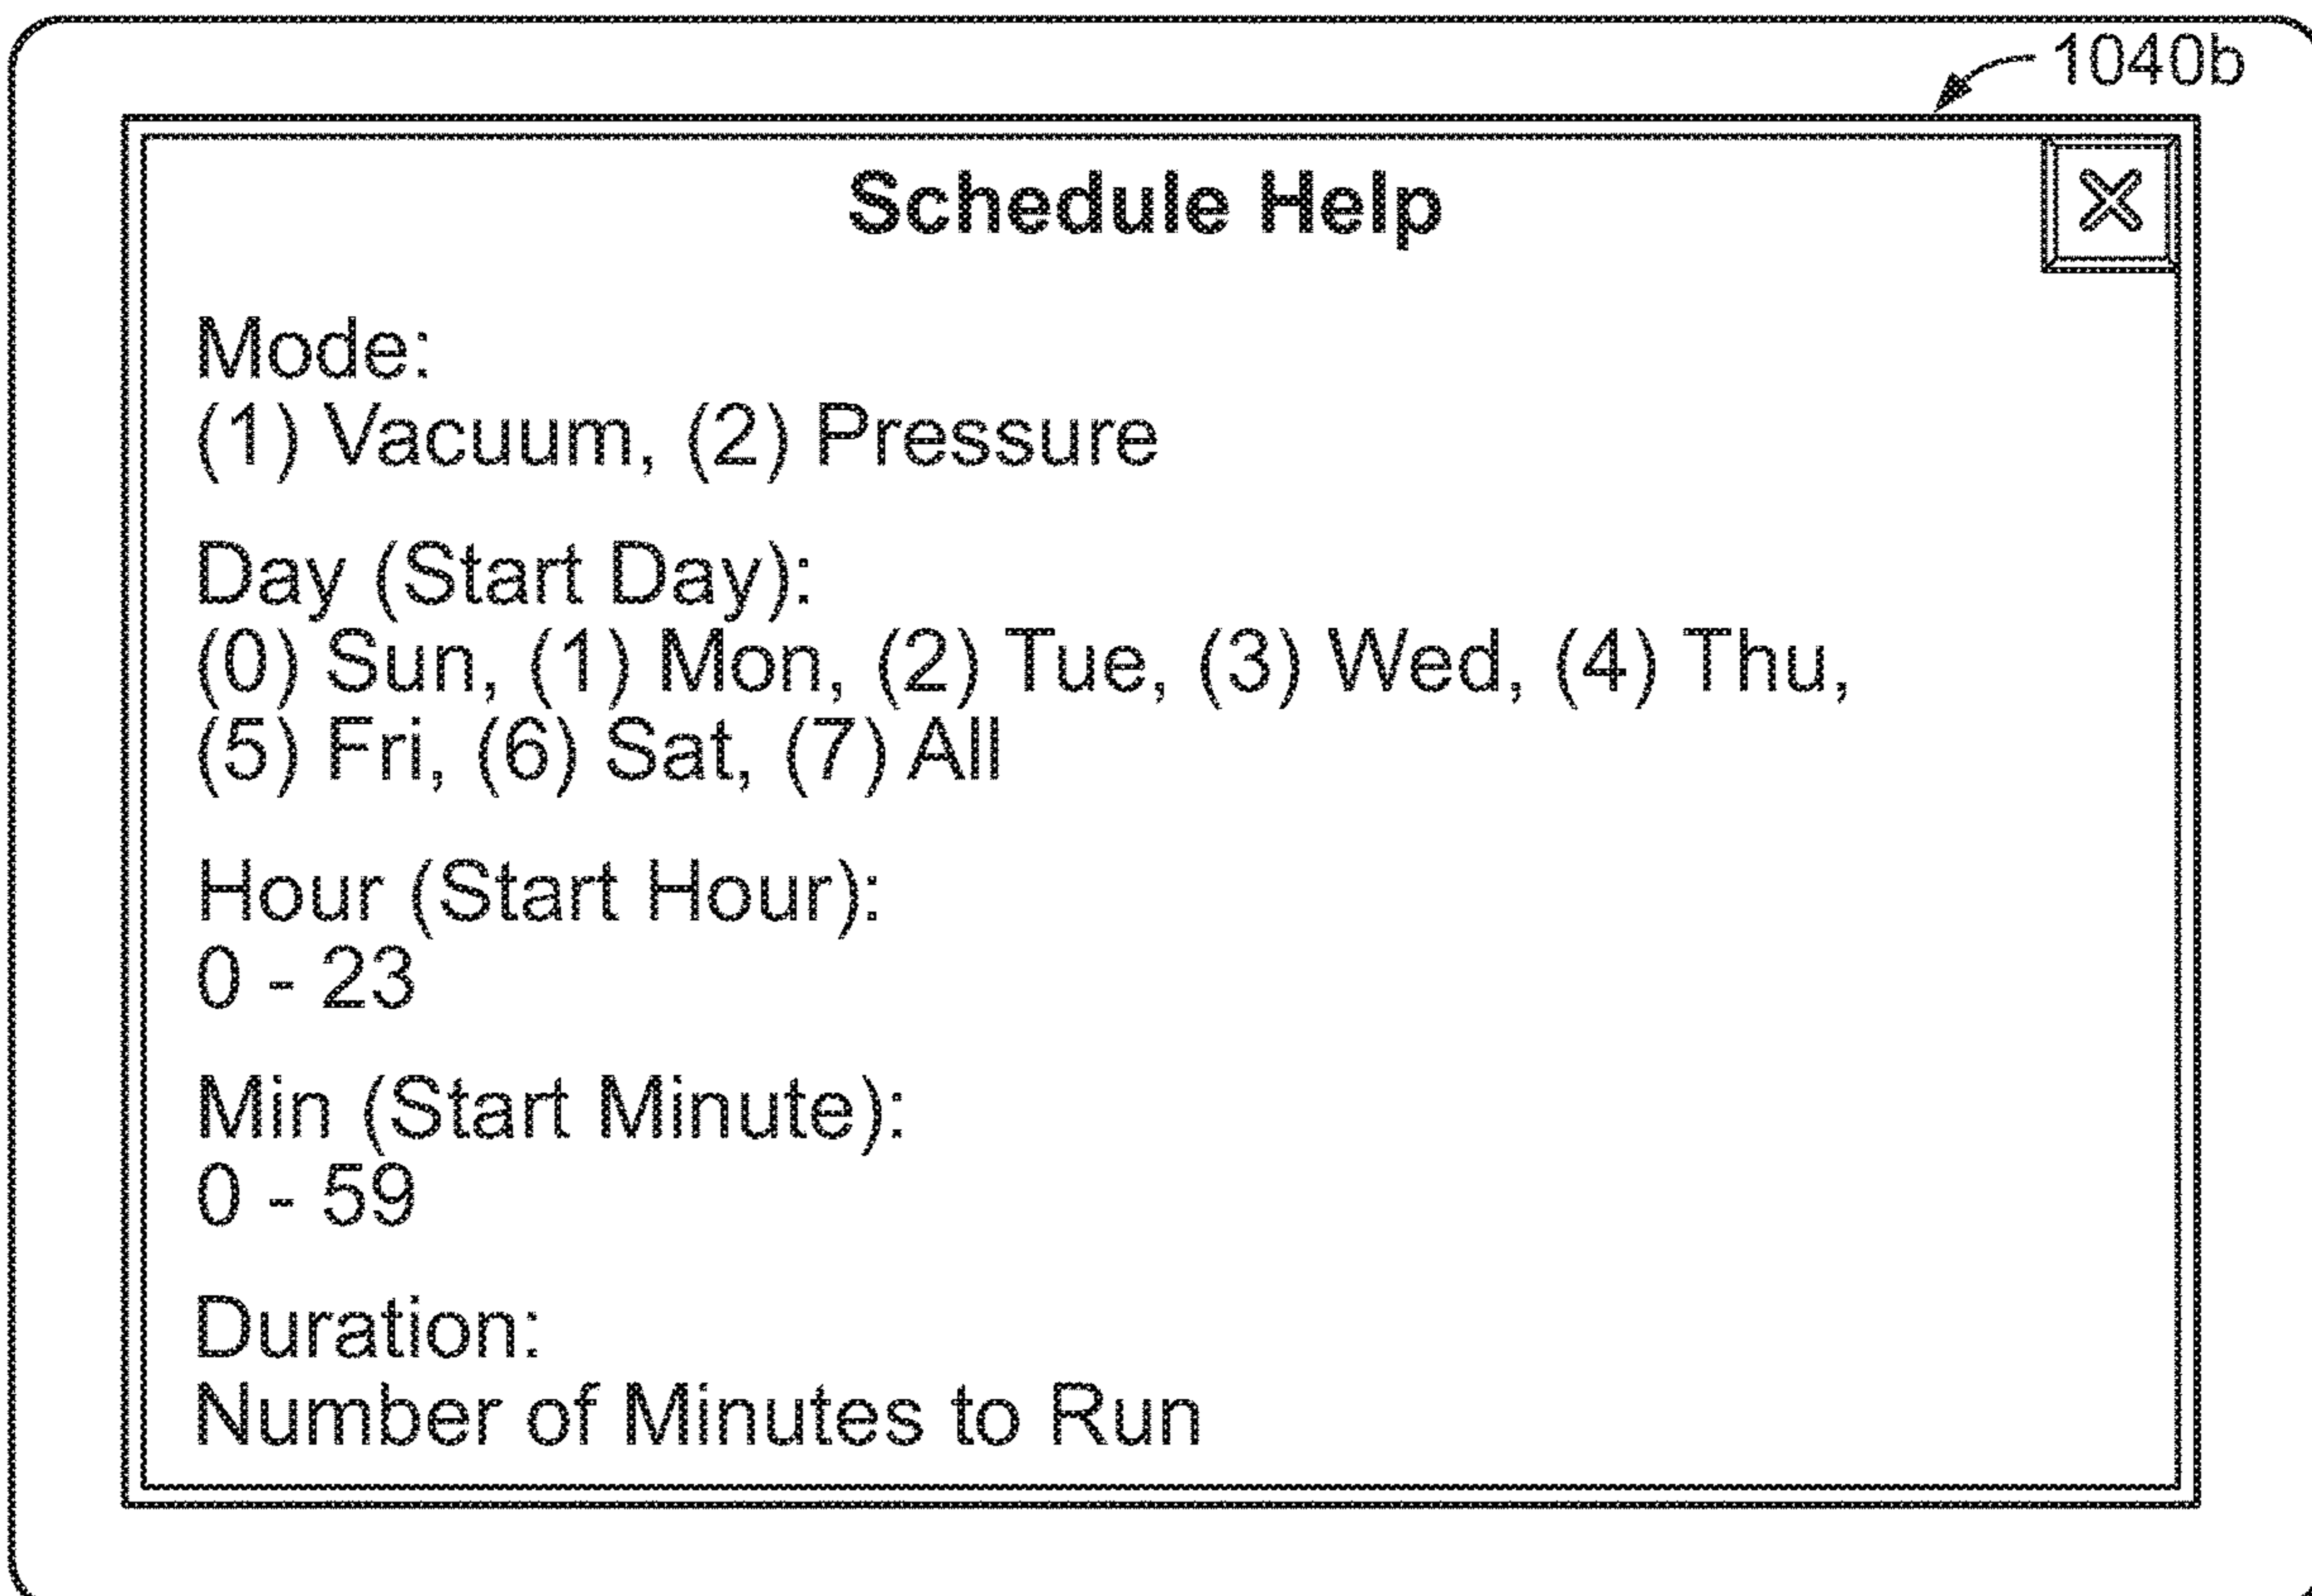 1040b
Schedule Help
Mode:
(1) Vacuum, (2) Pressure
Day (Start Day):
(0) Sun, (1) Mon, (2) Tue, (3) Wed, (4) Thu,
(5) Fri, (6) Sat, (7) All
Hour (Start Hour):
0 - 23
Min (Start Minute):
0 - 59
Duration:
Number of Minutes to Run